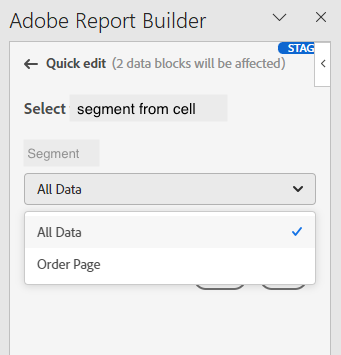 Adobe Report Builder
STAG
Quick edit (2 data blocks will be affected)
Select segment from cell
Segment
All Data
All Data
Order Page